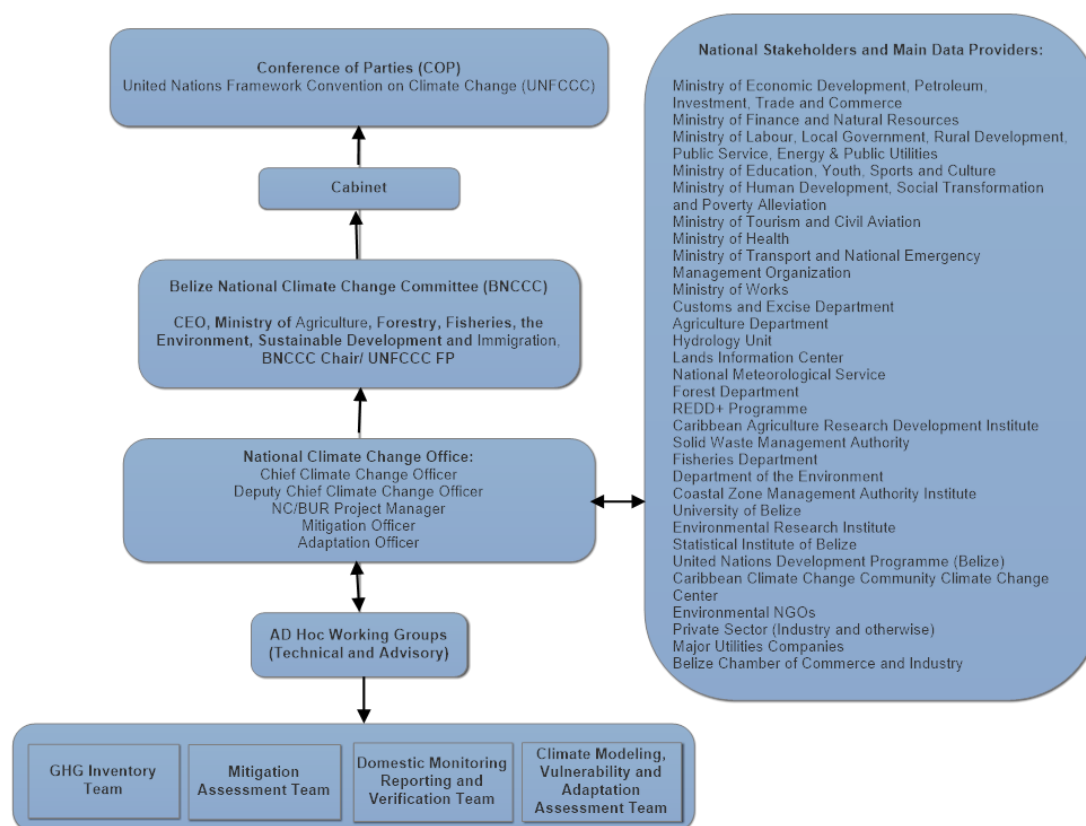 Conference of Parties (COP)
United Nations Framework Convention on Climate Change (UNFCCC)
Cabinet
Belize National Climate Change Committee (BNCCC)
CEO, Ministry of Agriculture, Forestry, Fisheries, the
Environment, Sustainable Development and Immigration,
BNCCC Chair/ UNFCCC FP
National Climate Change Office:
Chief Climate Change Officer
Deputy Chief Climate Change Officer
NC/BUR Project Manager
Mitigation Officer
Adaptation Officer
AD Hoc Working Groups
(Technical and Advisory)
GHG Inventory
Team
Mitigation
Assessment Team
Domestic Monitoring
Reporting and
Verification Team
Climate Modeling,
Vulnerability and
Adaptation
Assessment Team
National Stakeholders and Main Data Providers:
Ministry of Economic Development, Petroleum,
Investment, Trade and Commerce
Ministry of Finance and Natural Resources
Ministry of Labour, Local Government, Rural Development,
Public Service, Energy & Public Utilities
Ministry of Education, Youth, Sports and Culture
Ministry of Human Development, Social Transformation
and Poverty Alleviation
Ministry of Tourism and Civil Aviation
Ministry of Health
Ministry of Transport and National Emergency
Management Organization
Ministry of Works
Customs and Excise Department
Agriculture Department
Hydrology Unit
Lands Information Center
National Meteorological Service
Forest Department
REDD+ Programme
Caribbean Agriculture Research Development Institute
Solid Waste Management Authority
Fisheries Department
Department of the Environment
Coastal Zone Management Authority Institute
University of Belize
Environmental Research Institute
Statistical Institute of Belize
United Nations Development Programme (Belize)
Caribbean Climate Change Community Climate Change
Center
Environmental NGOs
Private Sector (Industry and otherwise)
Major Utilities Companies
Belize Chamber of Commerce and Industry